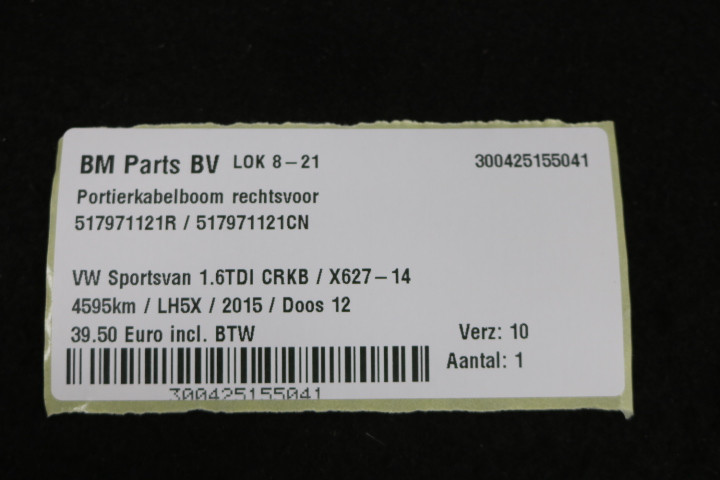 BM Parts BV LOK 8-21 300425155041
Portierkabelboom rechtsvoor
517971121R / 517971121CN
VW Sportsvan 1.6TDI CRKB / X627-14
4595km / LH5X / 2015 / Doos 12
39.50 Euro incl. BTW Verz: 10
Aantal: 1
300425155041